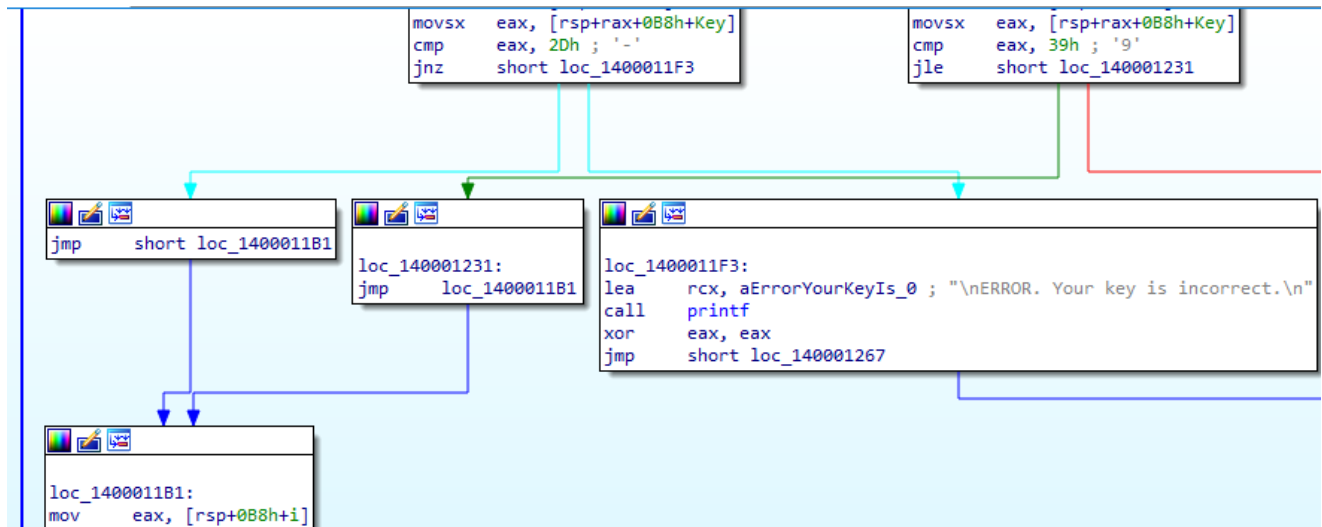 movsx eax, [rsp+rax+0B8h+Key]
cmp eax, 2Dh ; '-'
jnz short loc_1400011F3
movsx eax, [rsp+rax+0B8h+Key]
cmp eax, 39h ; '9'
jle short loc_140001231
jmp short loc_1400011B1
loc_140001231:
jmp loc_1400011B1
loc_1400011F3:
lea rcx, aErrorYourKeyIs_0 ; "\nERROR. Your key is incorrect.\n"
call printf
xor eax, eax
jmp short loc_140001267
loc_1400011B1:
mov eax, [rsp+0B8h+i]